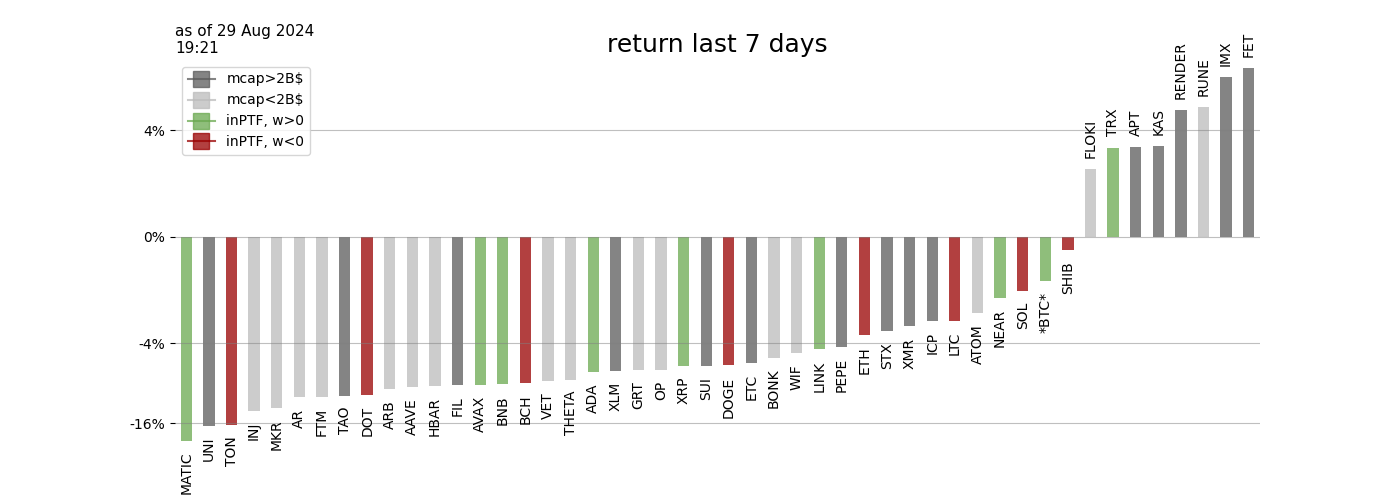 as of 29 Aug 2024
19:21
return last 7 days
mcap>2B$
mcap<2B$
inPTF, w>0
inPTF, w<0
4%
0%
-4%
-16%
MATIC
UNI
TON
INJ
MKR
AR
FTM
TAO
DOT
ARB
AAVE
HBAR
FIL
AVAX
BNB
BCH
VET
THETA
ADA
XLM
GRT
OP
XRP
SUI
DOGE
ETC
BONK
WIF
LINK
PEPE
ETH
STX
XMR
ICP
LTC
ATOM
NEAR
SOL
*BTC*
SHIB
FLOKI
TRX
APT
KAS
RENDER
RUNE
IMX
FET